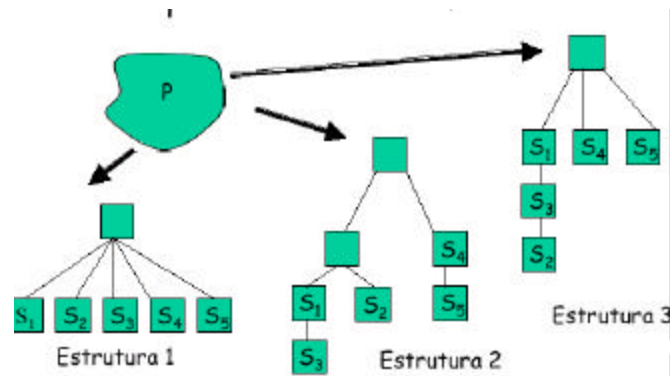 P
S1 S4 S5
S3
S2
S4
S1 S2 S5
S3
S1 S2 S3 S4 S5
Estrutura 1
Estrutura 2
Estrutura 3